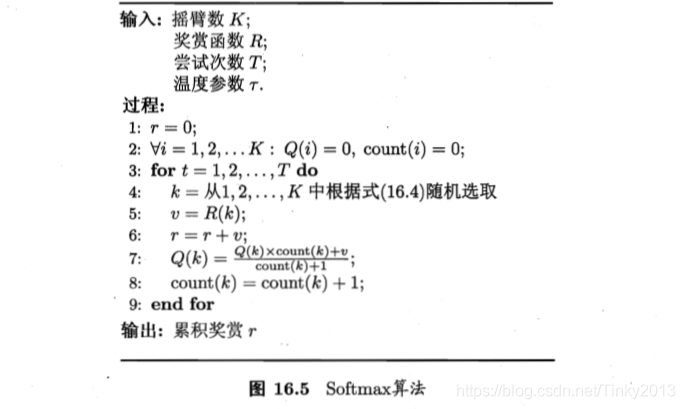 输入: 摇臂数 K;
奖赏函数 R;
尝试次数 T;
温度参数 τ.
过程:
1: r = 0;
2: ∀i = 1, 2, ... K : Q(i) = 0, count(i) = 0;
3: for t = 1, 2, ..., T do
4: k = 从1, 2, ..., K 中根据式(16.4)随机选取
5: v = R(k);
6: r = r + v;
7: Q(k) = Q(k)×count(k)+v / count(k)+1;
8: count(k) = count(k) + 1;
9: end for
输出: 累积奖赏 r
图 16.5 Softmax算法
https://blog.csdn.net/Tinky2013